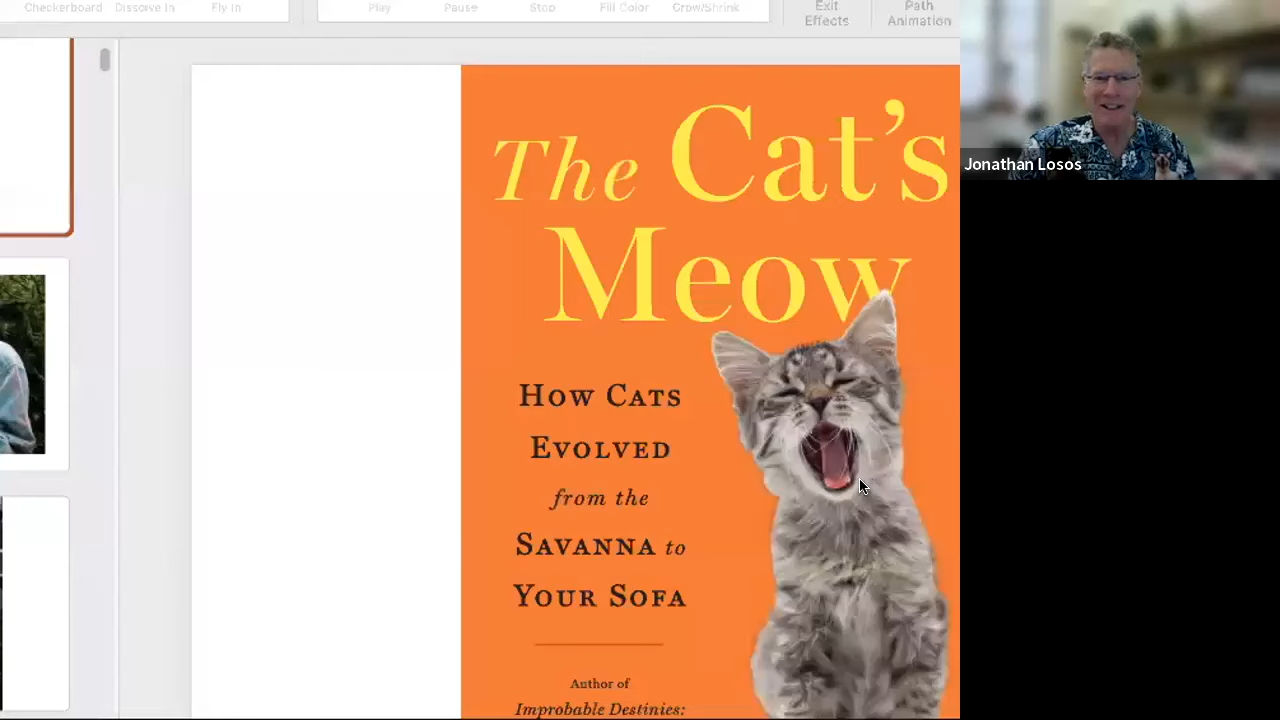 Checkerboard Dissolve In Fly In Play Pause Stop Fill Color Grow/Shrink Exit Effects Path Animation
The Cat's
Meow
How Cats
Evolved
from the
Savanna to
Your Sofa
Author of
Improbable Destinies:
Jonathan Losos